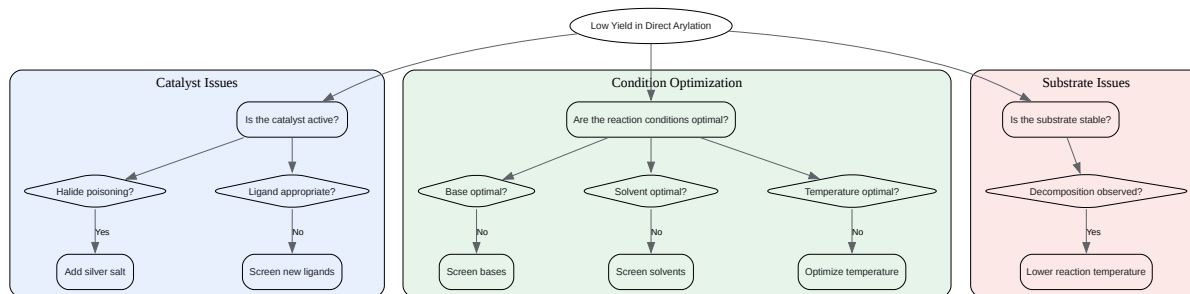 Low Yield in Direct Arylation
Catalyst Issues
Condition Optimization
Substrate Issues
Is the catalyst active?
Are the reaction conditions optimal?
Is the substrate stable?
Halide poisoning?
Ligand appropriate?
Base optimal?
Solvent optimal?
Temperature optimal?
Decomposition observed?
Yes
No
No
No
No
Yes
Add silver salt
Screen new ligands
Screen bases
Screen solvents
Optimize temperature
Lower reaction temperature